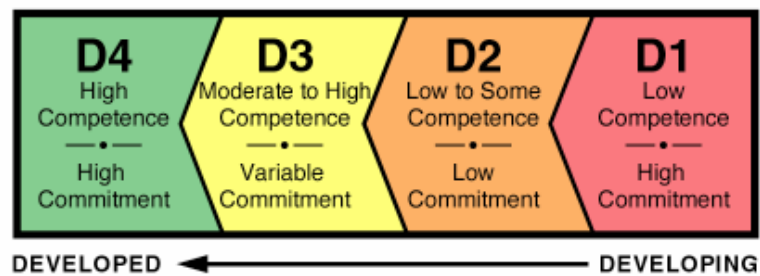 D4
High
Competence
High
Commitment
D3
Moderate to High
Competence
Variable
Commitment
D2
Low to Some
Competence
Low
Commitment
D1
Low
Competence
High
Commitment
DEVELOPED
DEVELOPING